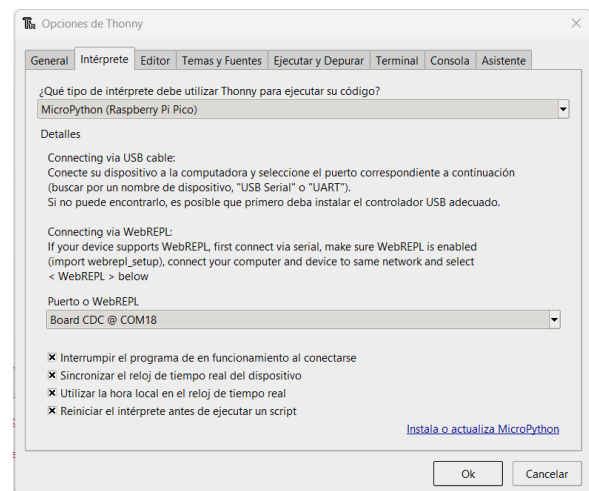 Opciones de Thonny
General Intérprete Editor Temas y Fuentes Ejecutar y Depurar Terminal Consola Asistente
¿Qué tipo de intérprete debe utilizar Thonny para ejecutar su código?
MicroPython (Raspberry Pi Pico)
Detalles
Connecting via USB cable:
Conecte su dispositivo a la computadora y seleccione el puerto correspondiente a continuación
(buscar por un nombre de dispositivo, "USB Serial" o "UART").
Si no puede encontrarlo, es posible que primero deba instalar el controlador USB adecuado.
Connecting via WebREPL:
If your device supports WebREPL, first connect via serial, make sure WebREPL is enabled
(import webrepl_setup), connect your computer and device to same network and select
< WebREPL > below
Puerto o WebREPL
Board CDC @ COM18
Interrumpir el programa de en funcionamiento al conectarse
Sincronizar el reloj de tiempo real del dispositivo
Utilizar la hora local en el reloj de tiempo real
Reiniciar el intérprete antes de ejecutar un script
Instala o actualiza MicroPython
Ok Cancelar